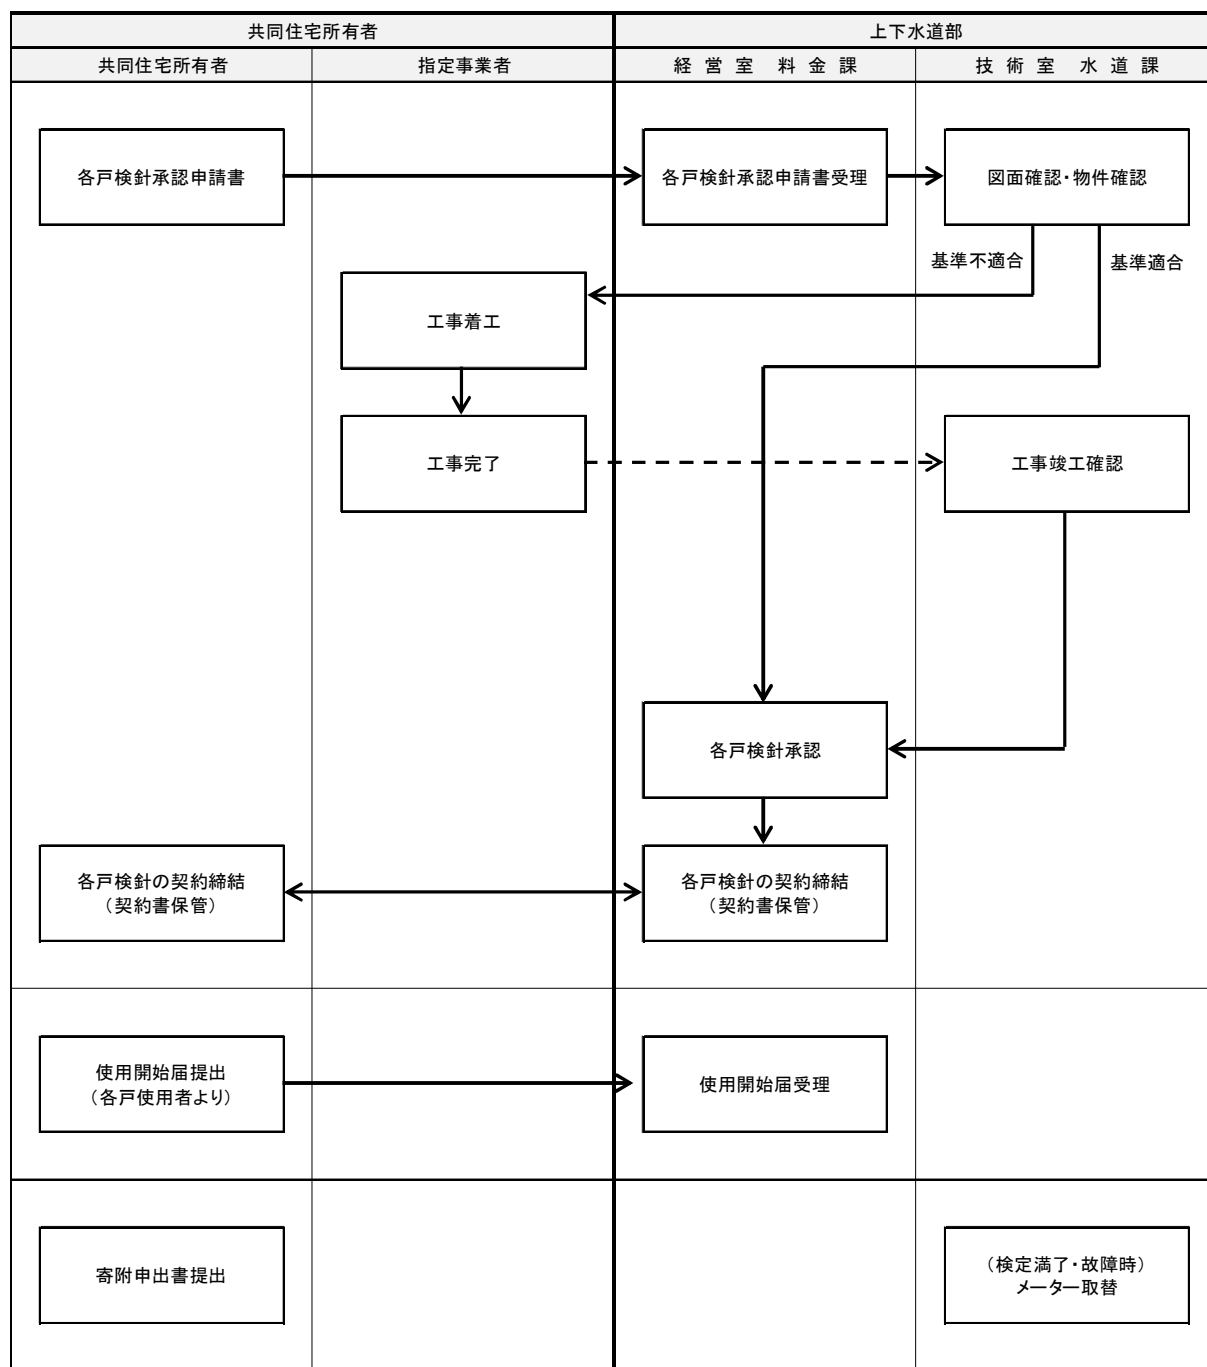 共同住宅所有者
上下水道部
共同住宅所有者
指定事業者
経営室 料金課
技術室 水道課
各戸検針承認申請書
各戸検針承認申請書受理
図面確認・物件確認
基準不適合
基準適合
工事着工
工事完了
工事竣工確認
各戸検針承認
各戸検針の契約締結
（契約書保管）
各戸検針の契約締結
（契約書保管）
使用開始届提出
（各戸使用者より）
使用開始届受理
寄附申出書提出
（検定満了・故障時）
メーター取替